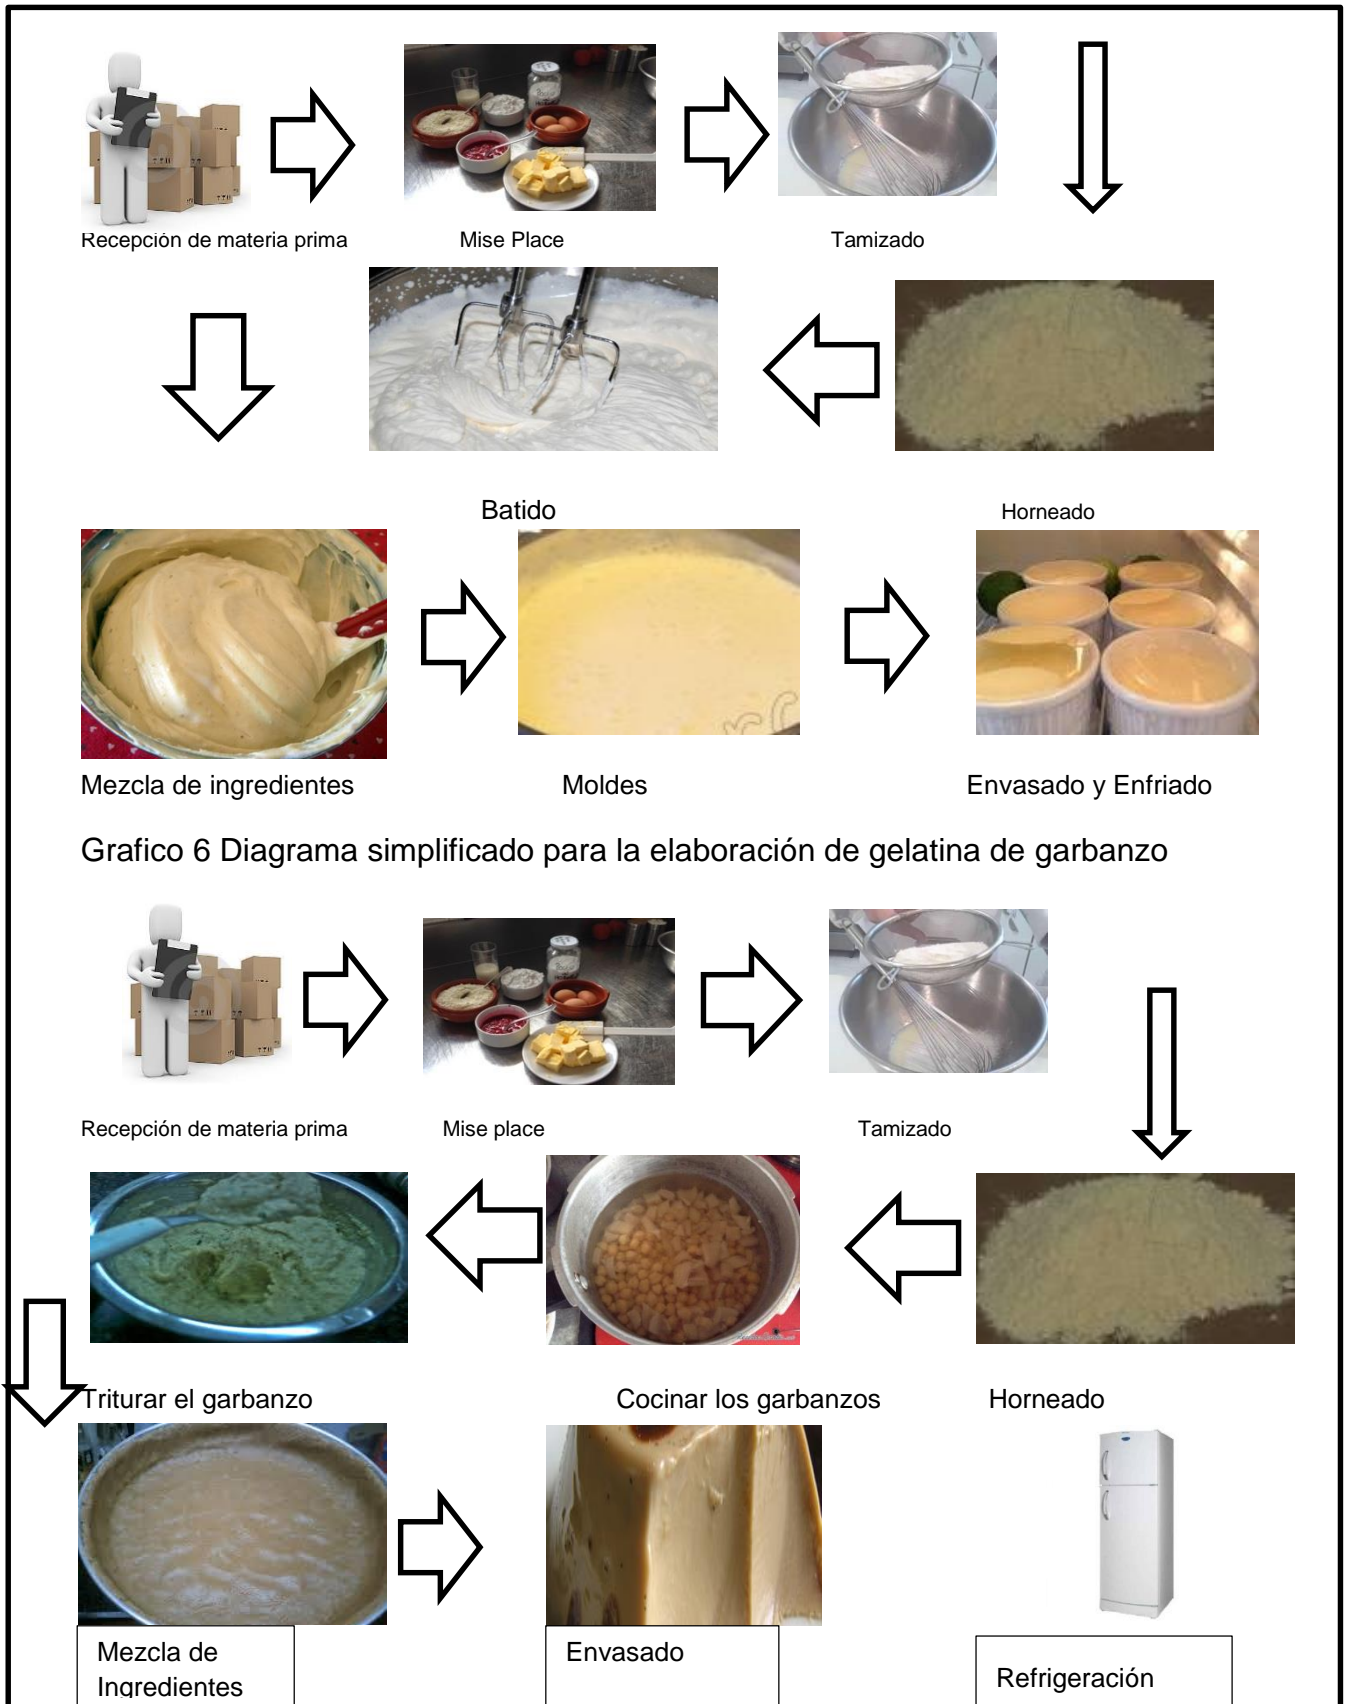 Recepción de materia prima
Mise Place
Tamizado
Batido
Horneado
Mezcla de ingredientes
Moldes
Envasado y Enfriado
Grafico 6 Diagrama simplificado para la elaboración de gelatina de garbanzo
Recepción de materia prima
Mise place
Tamizado
Triturar el garbanzo
Cocinar los garbanzos
Horneado
Mezcla de
Ingredientes
Envasado
Refrigeración